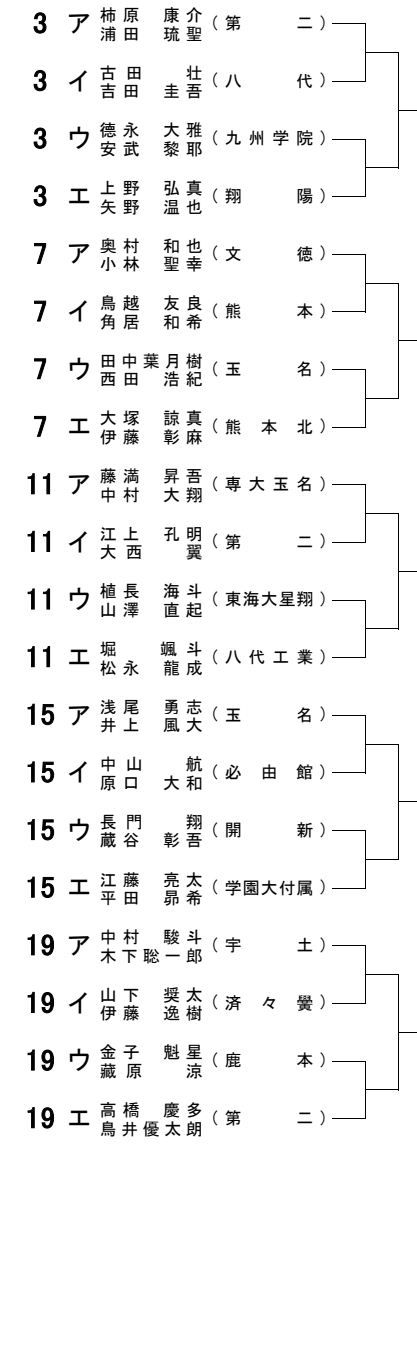 3 ア 柿原 康介 (第二)
浦田 琉聖
3 イ 古田 壮 (八代)
吉田 圭吾
3 ウ 德永 大雅 (九州学院)
安武 黎耶
3 エ 上野 弘真 (翔陽)
矢野 温也
7 ア 奥村 和也 (文徳)
小林 聖幸
7 イ 鳥越 友良 (熊本)
角居 和希
7 ウ 田中葉月樹 (玉名)
西田 浩紀
7 エ 大塚 諒真 (熊本北)
伊藤 彰麻
11 ア 藤満 昇吾 (専大玉名)
中村 大翔
11 イ 江上 孔明 (第二)
大西 翼
11 ウ 植長 海斗 (東海大星翔)
山澤 直起
11 エ 堀 颯斗 (八代工業)
松永 龍成
15 ア 浅尾 勇志 (玉名)
井上 風大
15 イ 中山 航 (必由館)
原口 大和
15 ウ 長門 翔 (開新)
蔵谷 彰吾
15 エ 江藤 亮太 (学園大付属)
平田 昴希
19 ア 中村 駿斗 (宇土)
木下聡一郎
19 イ 山下 奨太 (済々黌)
伊藤 逸樹
19 ウ 金子 魁星 (鹿本)
藏原 涼
19 エ 高橋 慶多 (第二)
鳥井優太朗